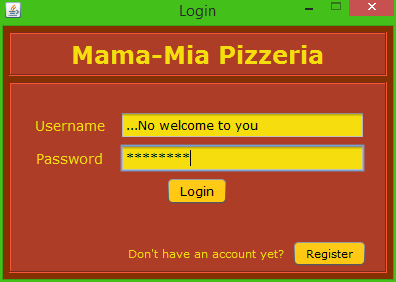 Login
Mama-Mia Pizzeria
Username ...No welcome to you
Password ********
Login
Don't have an account yet? Register